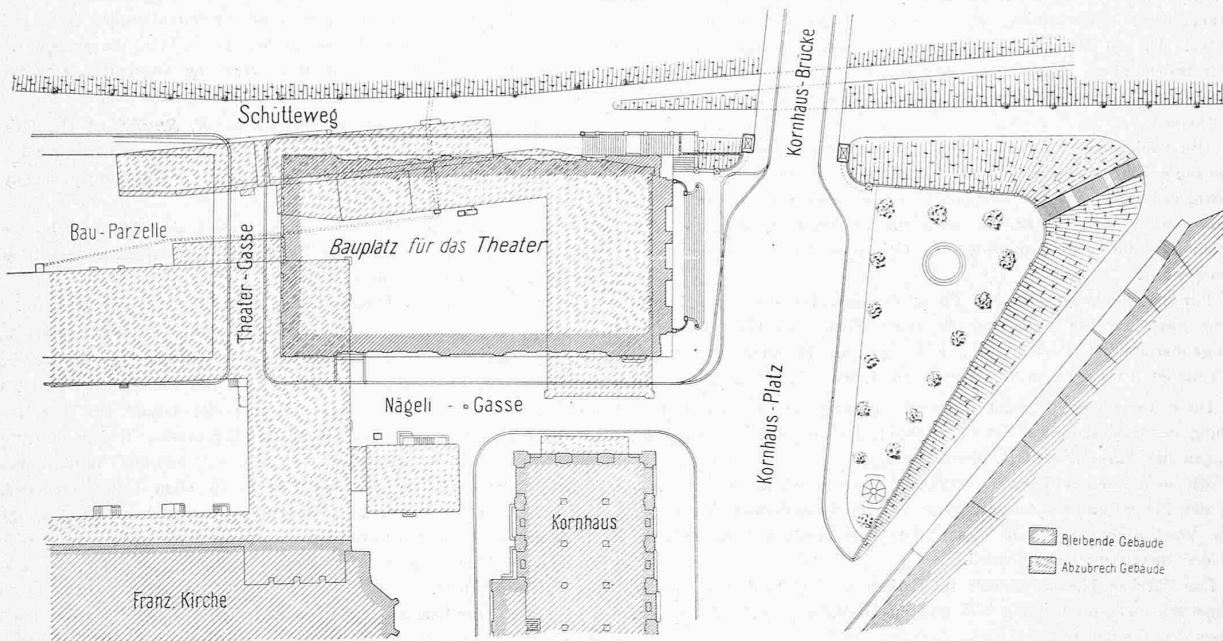 Kornhaus-Brücke
Schütteweg
Bau-Parzelle
Theater-Gasse
Bauplatz für das Theater
Nägeli-Gasse
Kornhaus-Platz
Kornhaus
Franz. Kirche
Bleibende Gebäude
Abzubrech Gebäude